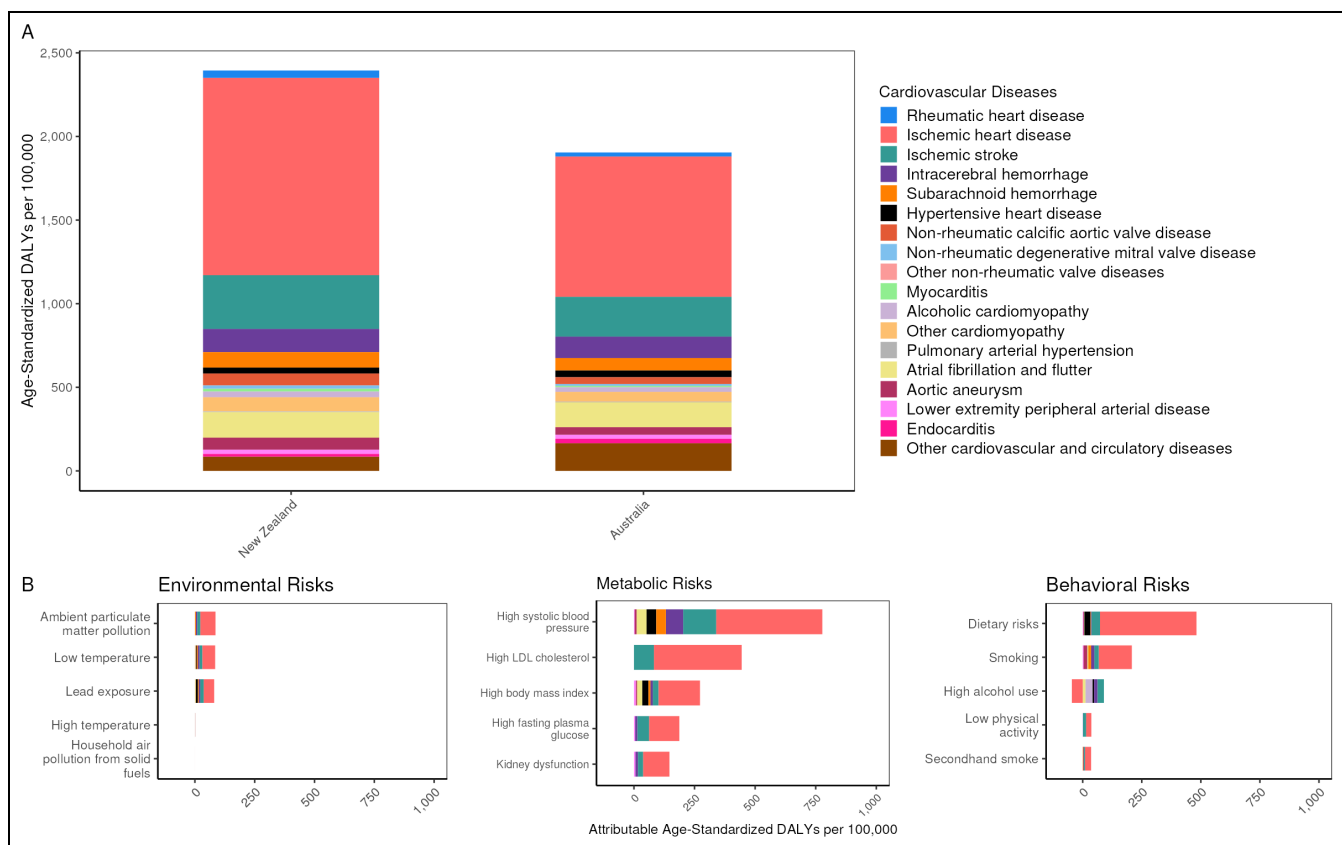 A
Age-Standardized DALYs per 100,000
2,500
2,000
1,500
1,000
500
0
New Zealand
Australia
Cardiovascular Diseases
Rheumatic heart disease
Ischemic heart disease
Ischemic stroke
Intracerebral hemorrhage
Subarachnoid hemorrhage
Hypertensive heart disease
Non-rheumatic calcific aortic valve disease
Non-rheumatic degenerative mitral valve disease
Other non-rheumatic valve diseases
Myocarditis
Alcoholic cardiomyopathy
Other cardiomyopathy
Pulmonary arterial hypertension
Atrial fibrillation and flutter
Aortic aneurysm
Lower extremity peripheral arterial disease
Endocarditis
Other cardiovascular and circulatory diseases
B
Environmental Risks
Ambient particulate
matter pollution
Low temperature
Lead exposure
High temperature
Household air
pollution from solid
fuels
0
250
500
750
1,000
Metabolic Risks
High systolic blood
pressure
High LDL cholesterol
High body mass index
High fasting plasma
glucose
Kidney dysfunction
0
250
500
750
1,000
Attributable Age-Standardized DALYs per 100,000
Behavioral Risks
Dietary risks
Smoking
High alcohol use
Low physical
activity
Secondhand smoke
0
250
500
750
1,000